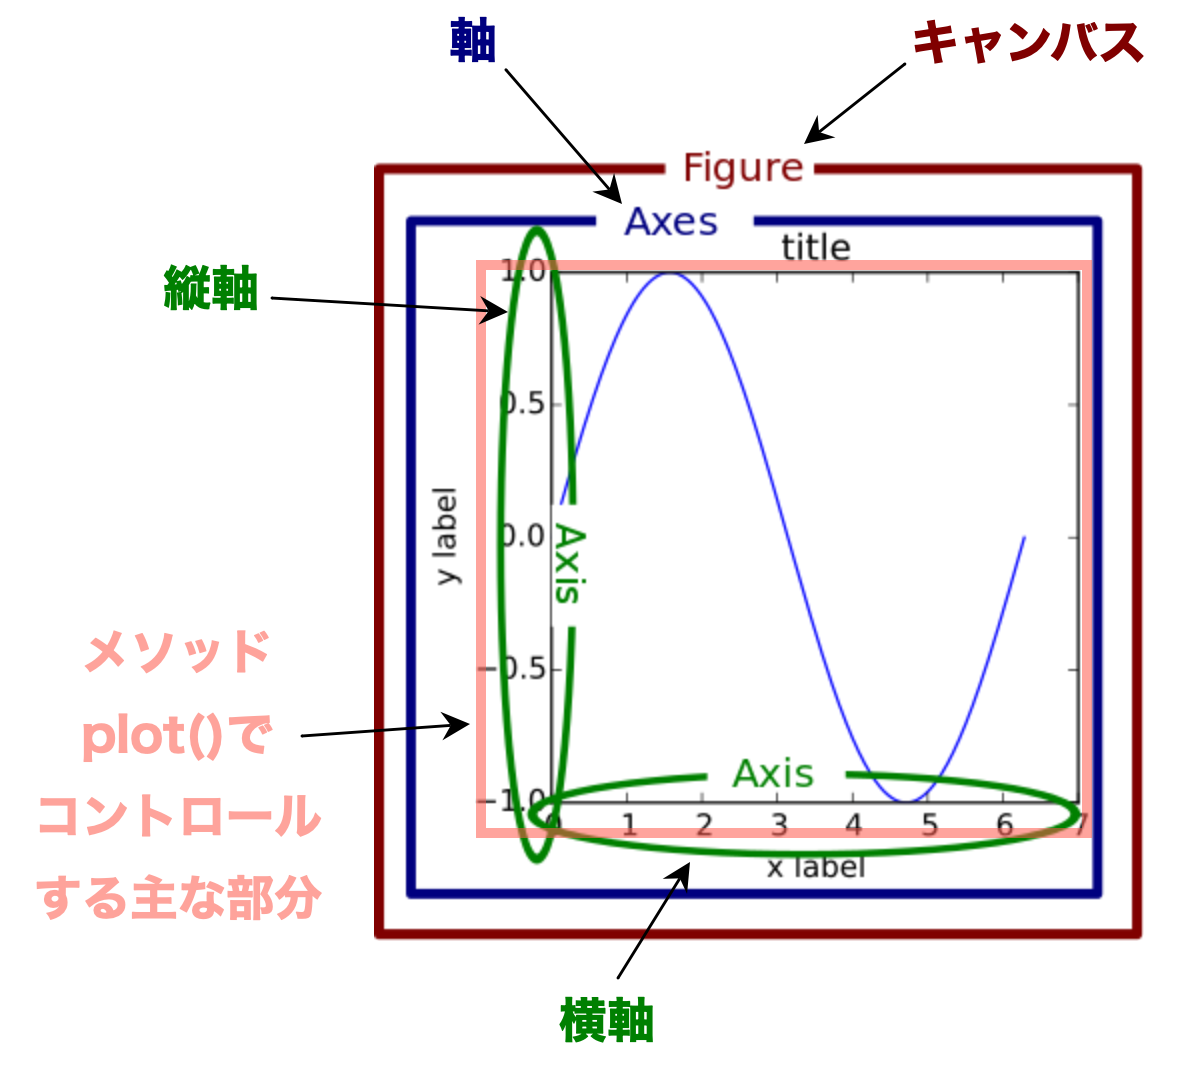 軸
キャンバス
Figure
Axes
title
縦軸
1.0
0.5
0.0
−0.5
−1.0
y label
Axis
メソッド
plot()で
コントロール
する主な部分
Axis
0 1 2 3 4 5 6 7
x label
横軸